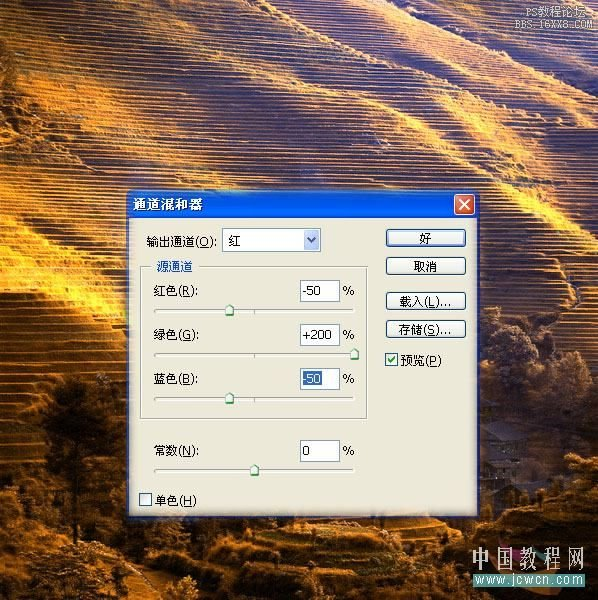 PS教程论坛
BBS.16XX8.COM
通道混和器
输出通道(O): 红
好
源通道
取消
红色(R): -50 %
载入(L)...
绿色(G): +200 %
存储(S)...
预览(P)
蓝色(B): -50 %
常数(N): 0 %
单色(H)
中国教程网
www.jcwcn.com